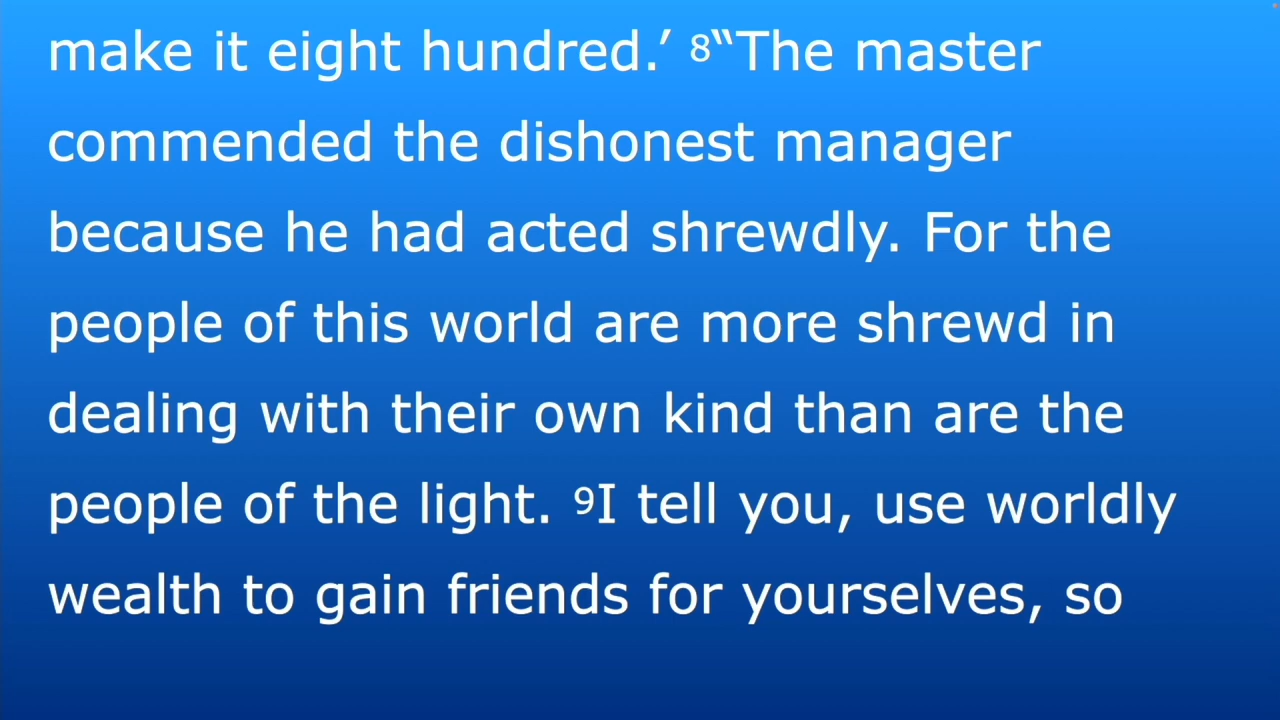 make it eight hundred.’ 8“The master
commended the dishonest manager
because he had acted shrewdly. For the
people of this world are more shrewd in
dealing with their own kind than are the
people of the light. 9I tell you, use worldly
wealth to gain friends for yourselves, so